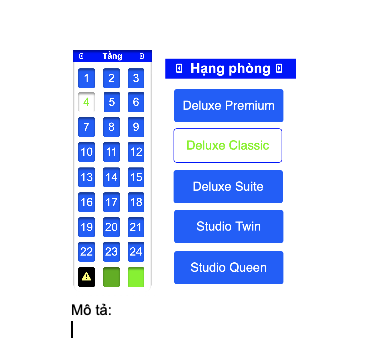 Tầng
1 2 3
4 5 6
7 8 9
10 11 12
13 14 15
16 17 18
19 20 21
22 23 24
Hạng phòng
Deluxe Premium
Deluxe Classic
Deluxe Suite
Studio Twin
Studio Queen
Mô tả: